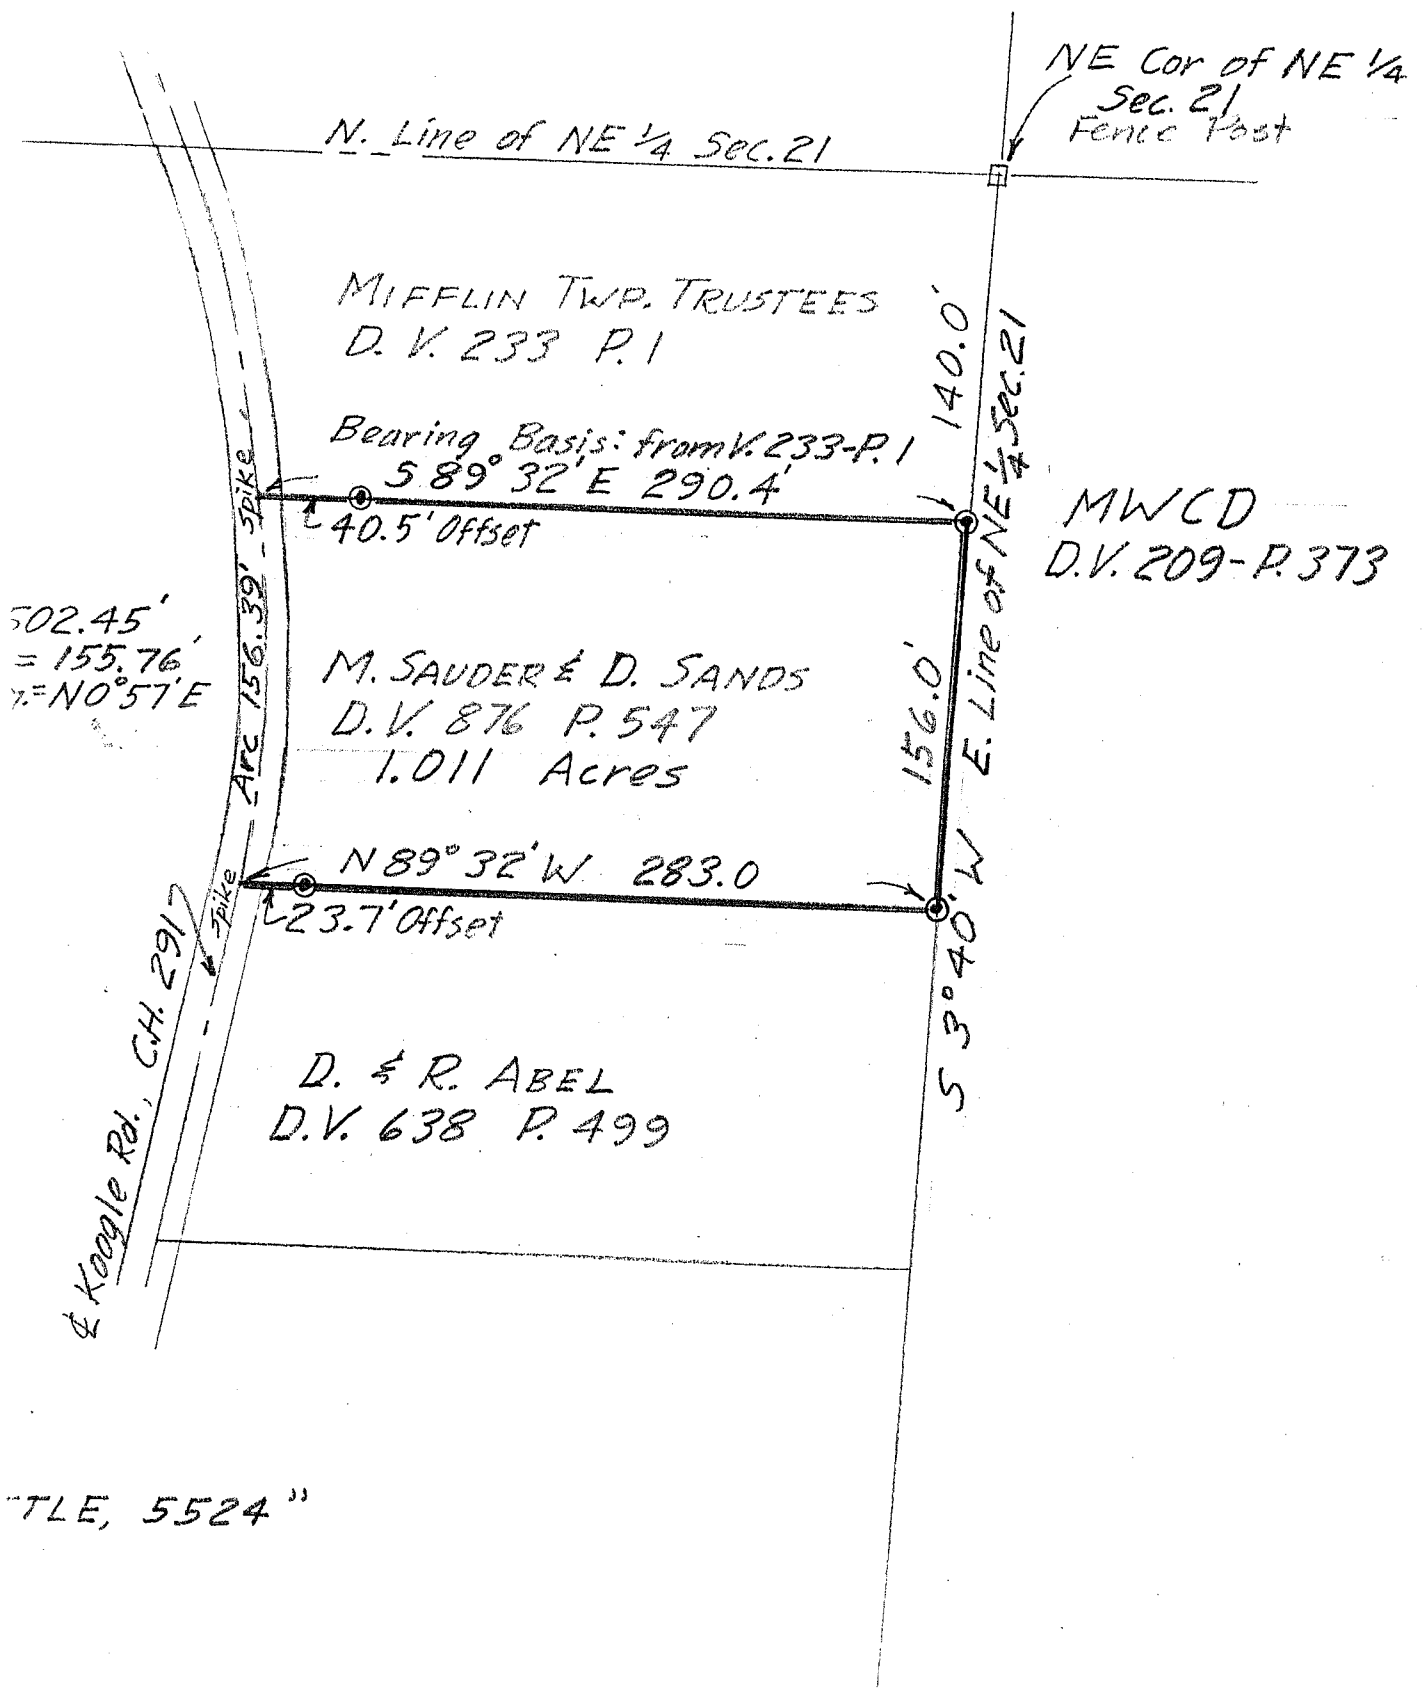 NE Cor of NE 1/4
Sec. 21
Fence Post
N. Line of NE 1/4 Sec. 21
MIFFLIN TWP. TRUSTEES
D. V. 233 P. 1
140.0'
E. Line of NE 1/4 Sec. 21
Bearing Basis: from V. 233-P. 1
S 89° 32' E 290.4'
Spike
40.5' Offset
MWCD
D.V. 209-P. 373
Arc 156.39'
502.45'
= 155.76'
=N0°57'E
M. SAUDER & D. SANDS
D.V. 876 P. 547
1.011 Acres
156.0'
N 89° 32' W 283.0
Spike
23.7' Offset
S 3° 40' W
℄ Koogle Rd., C.H. 2917
D. & R. ABEL
D.V. 638 P. 499
TLE, 5524"